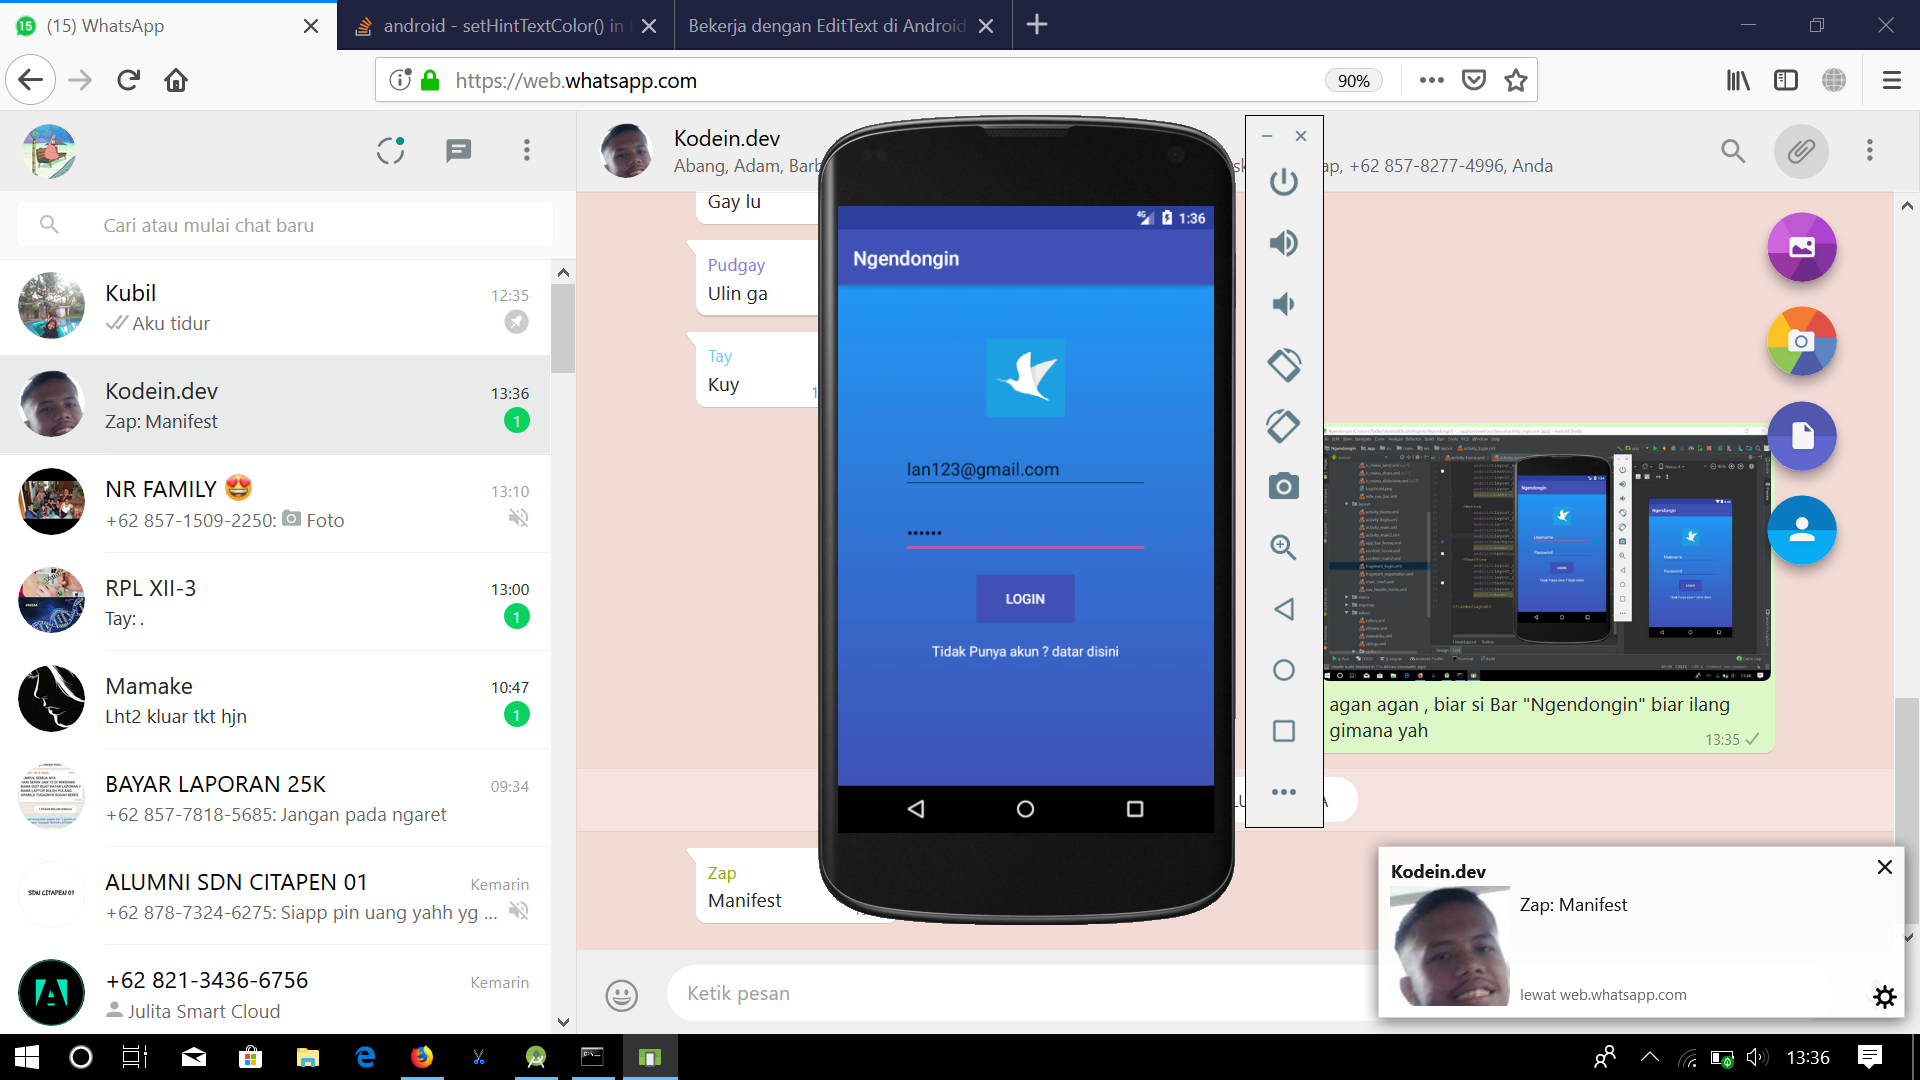 (15) WhatsApp
android - setHintTextColor() in
Bekerja dengan EditText di Android
https://web.whatsapp.com
90%
Kodein.dev
Abang, Adam, Barb
ap, +62 857-8277-4996, Anda
Cari atau mulai chat baru
Kubil
12:35
Aku tidur
Kodein.dev
13:36
Zap: Manifest
1
NR FAMILY 😍
13:10
+62 857-1509-2250: Foto
RPL XII-3
13:00
Tay: .
1
Mamake
10:47
Lht2 kluar tkt hjn
1
BAYAR LAPORAN 25K
09:34
+62 857-7818-5685: Jangan pada ngaret
ALUMNI SDN CITAPEN 01
Kemarin
+62 878-7324-6275: Siapp pin uang yahh yg ...
SDN CITAPEN 01
+62 821-3436-6756
Kemarin
Julita Smart Cloud
Gay lu
Pudgay
Ulin ga
Tay
Kuy
4G 1:36
Ngendongin
lan123@gmail.com
LOGIN
Tidak Punya akun ? datar disini
agan agan , biar si Bar "Ngendongin" biar ilang
gimana yah
13:35
Zap
Manifest
Ketik pesan
Kodein.dev
Zap: Manifest
lewat web.whatsapp.com
13:36